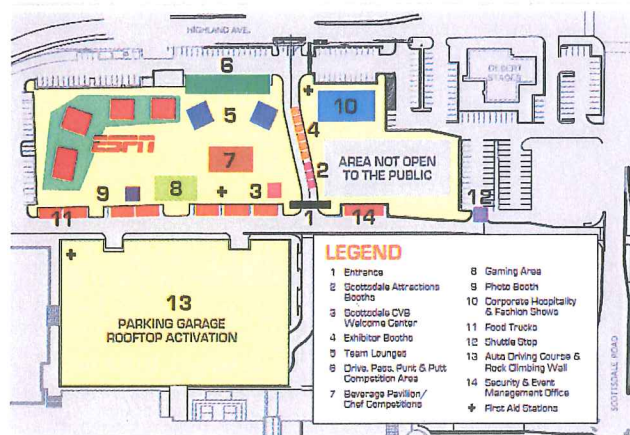 HIGHLAND AVE.
6
DESERT
STAGES
10
5
4
ESPN
7
AREA NOT OPEN
TO THE PUBLIC
2
9
8
3
12
11
1
14
13
PARKING GARAGE
ROOFTOP ACTIVATION
LEGEND
1 Entrance
2 Scottsdale Attractions
Booths
3 Scottsdale CVB
Welcome Center
4 Exhibitor Booths
5 Team Lounges
6 Drive, Pass, Punt & Putt
Competition Area
7 Beverage Pavilion/
Chef Competitions
8 Gaming Area
9 Photo Booth
10 Corporate Hospitality
& Fashion Shows
11 Food Trucks
12 Shuttle Stop
13 Auto Driving Course &
Rock Climbing Wall
14 Security & Event
Management Office
+ First Aid Stations
SCOTTSDALE ROAD